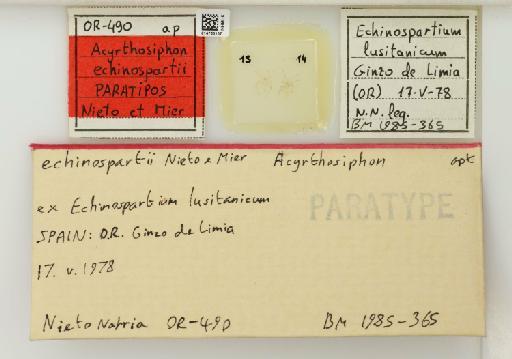 OR-490 ap
Acyrthosiphon
echinospartii
PARATIPOS
Nieto et Mier
13 14
Echinospartium
lusitanicum
Ginzo de Limia
(OR) 17-V-78
N.N. leg.
BM 1985-365
echinospartii Nieto & Mier Acyrthosiphon apt
ex Echinospartium lusitanicum
PARATYPE
SPAIN: O.R. Ginzo de Limia
17. v. 1978
Nieto Nafria OR-490 BM 1985-365